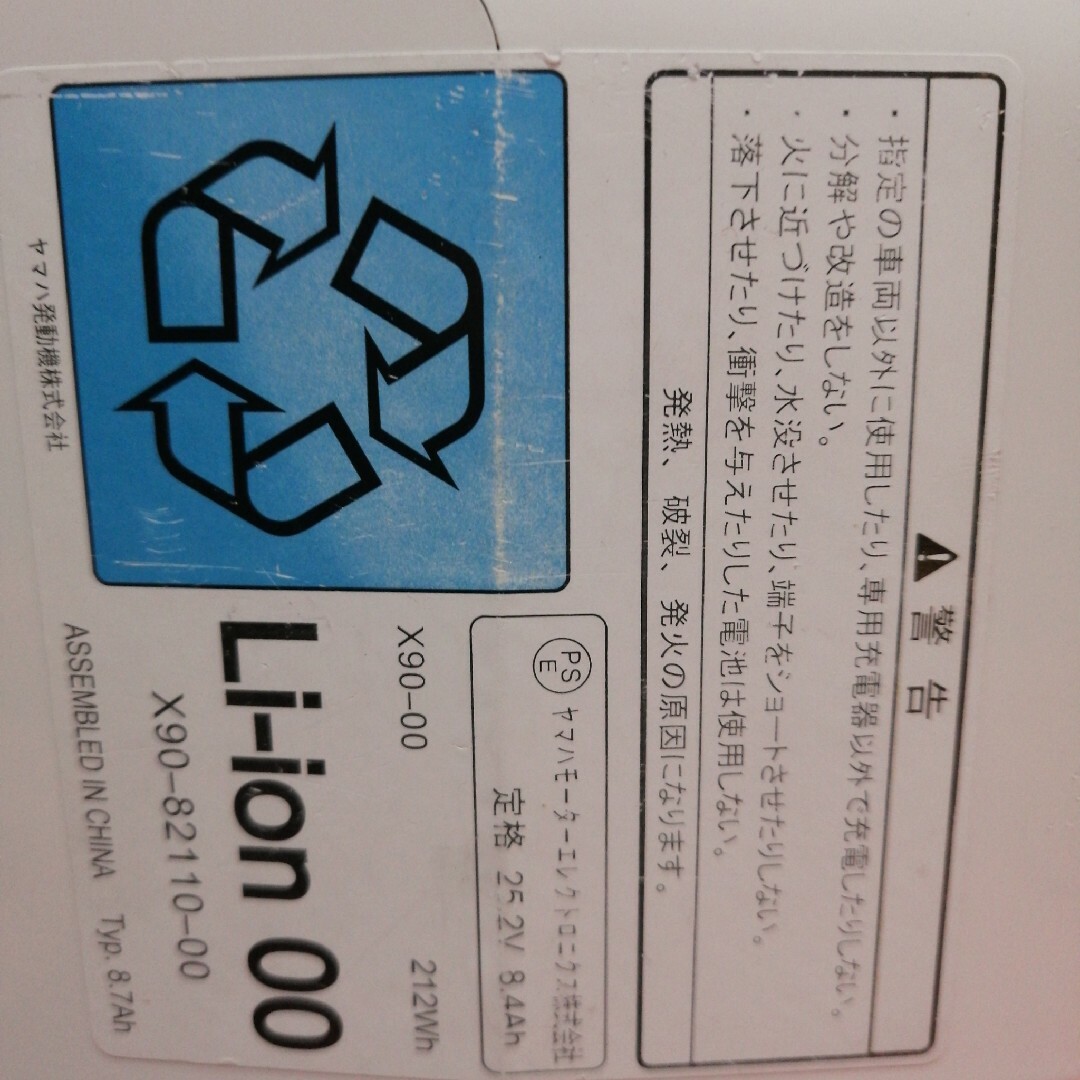 警告
・指定の車両以外に使用したり、専用充電器以外で充電したりしない。
・分解や改造をしない。
・火に近づけたり、水没させたり、端子をショートさせたりしない。
・落下させたり、衝撃を与えたりした電池は使用しない。
発熱、破裂、発火の原因になります。
PS
E
ヤマハモーターエレクトロニクス株式会社
定格 25.2V 8.4Ah
X90-00 212Wh
Li-ion 00
X90-82110-00
ASSEMBLED IN CHINA Typ. 8.7Ah
ヤマハ発動機株式会社